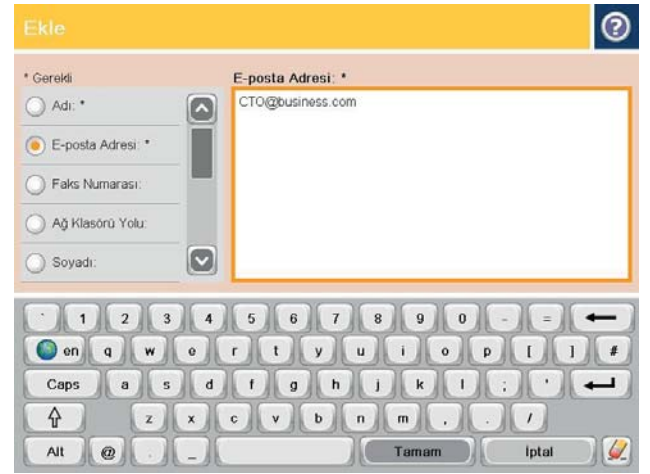 Ekle
* Gerekli
E-posta Adresi: *
Adı: *
CTO@business.com
E-posta Adresi: *
Faks Numarası:
Ağ Klasörü Yolu:
Soyadı:
` 1 2 3 4 5 6 7 8 9 0 - =
en q w e r t y u i o p [ ] #
Caps a s d f g h j k l ; '
z x c v b n m , . /
Alt @ . _ Tamam İptal